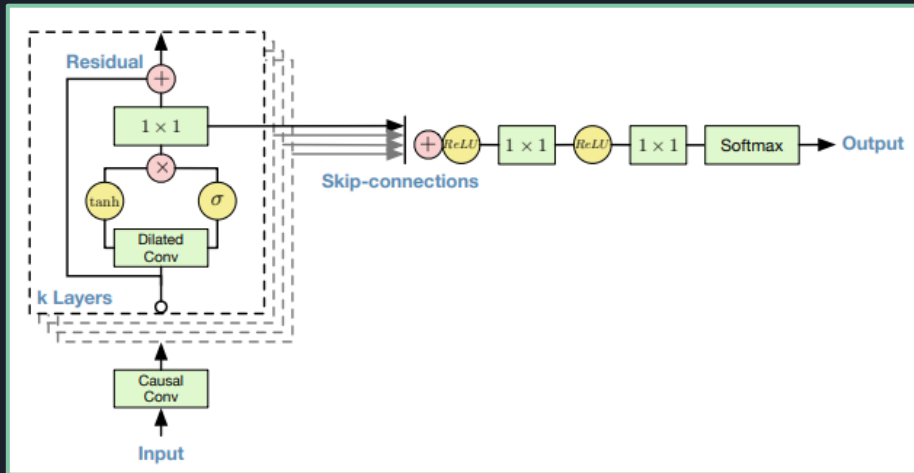 Residual
+
1 × 1
×
tanh
σ
Dilated
Conv
k Layers
Causal
Conv
Input
Skip-connections
+
ReLU
1 × 1
ReLU
1 × 1
Softmax
Output